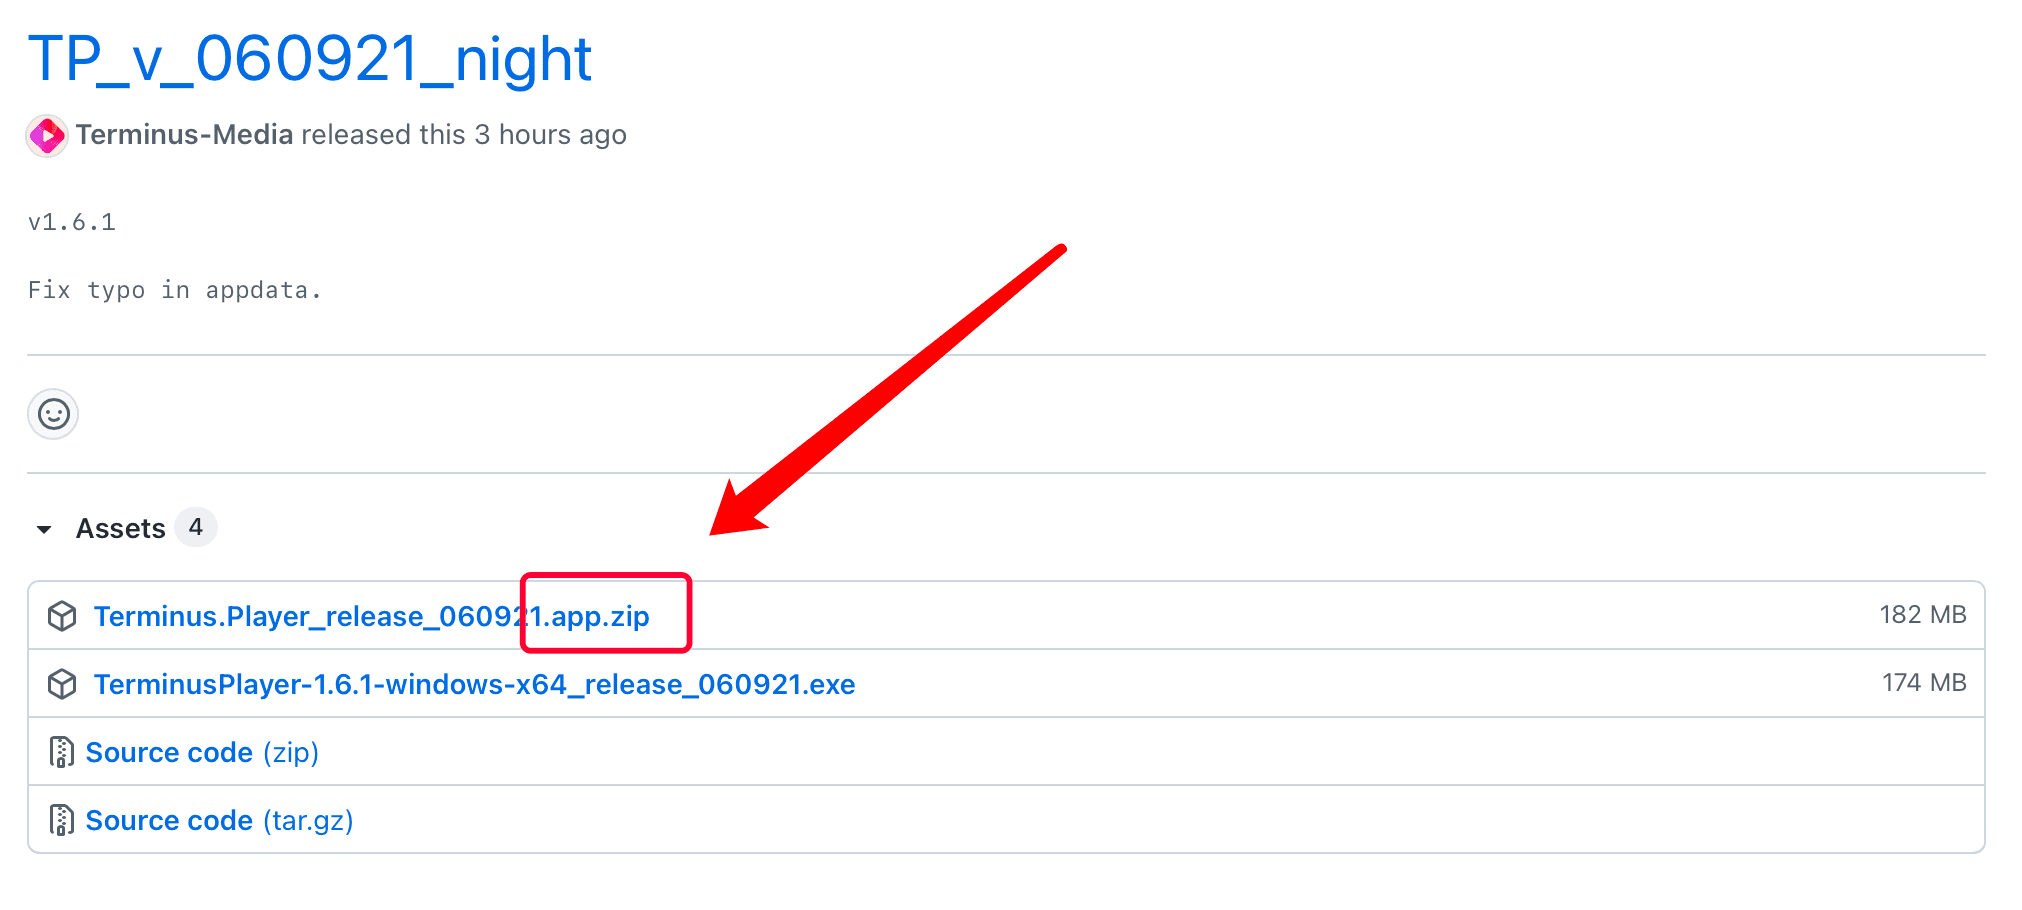 TP_v_060921_night
Terminus-Media released this 3 hours ago
v1.6.1
Fix typo in appdata.
Assets 4
Terminus.Player_release_060921.app.zip 182 MB
TerminusPlayer-1.6.1-windows-x64_release_060921.exe 174 MB
Source code (zip)
Source code (tar.gz)